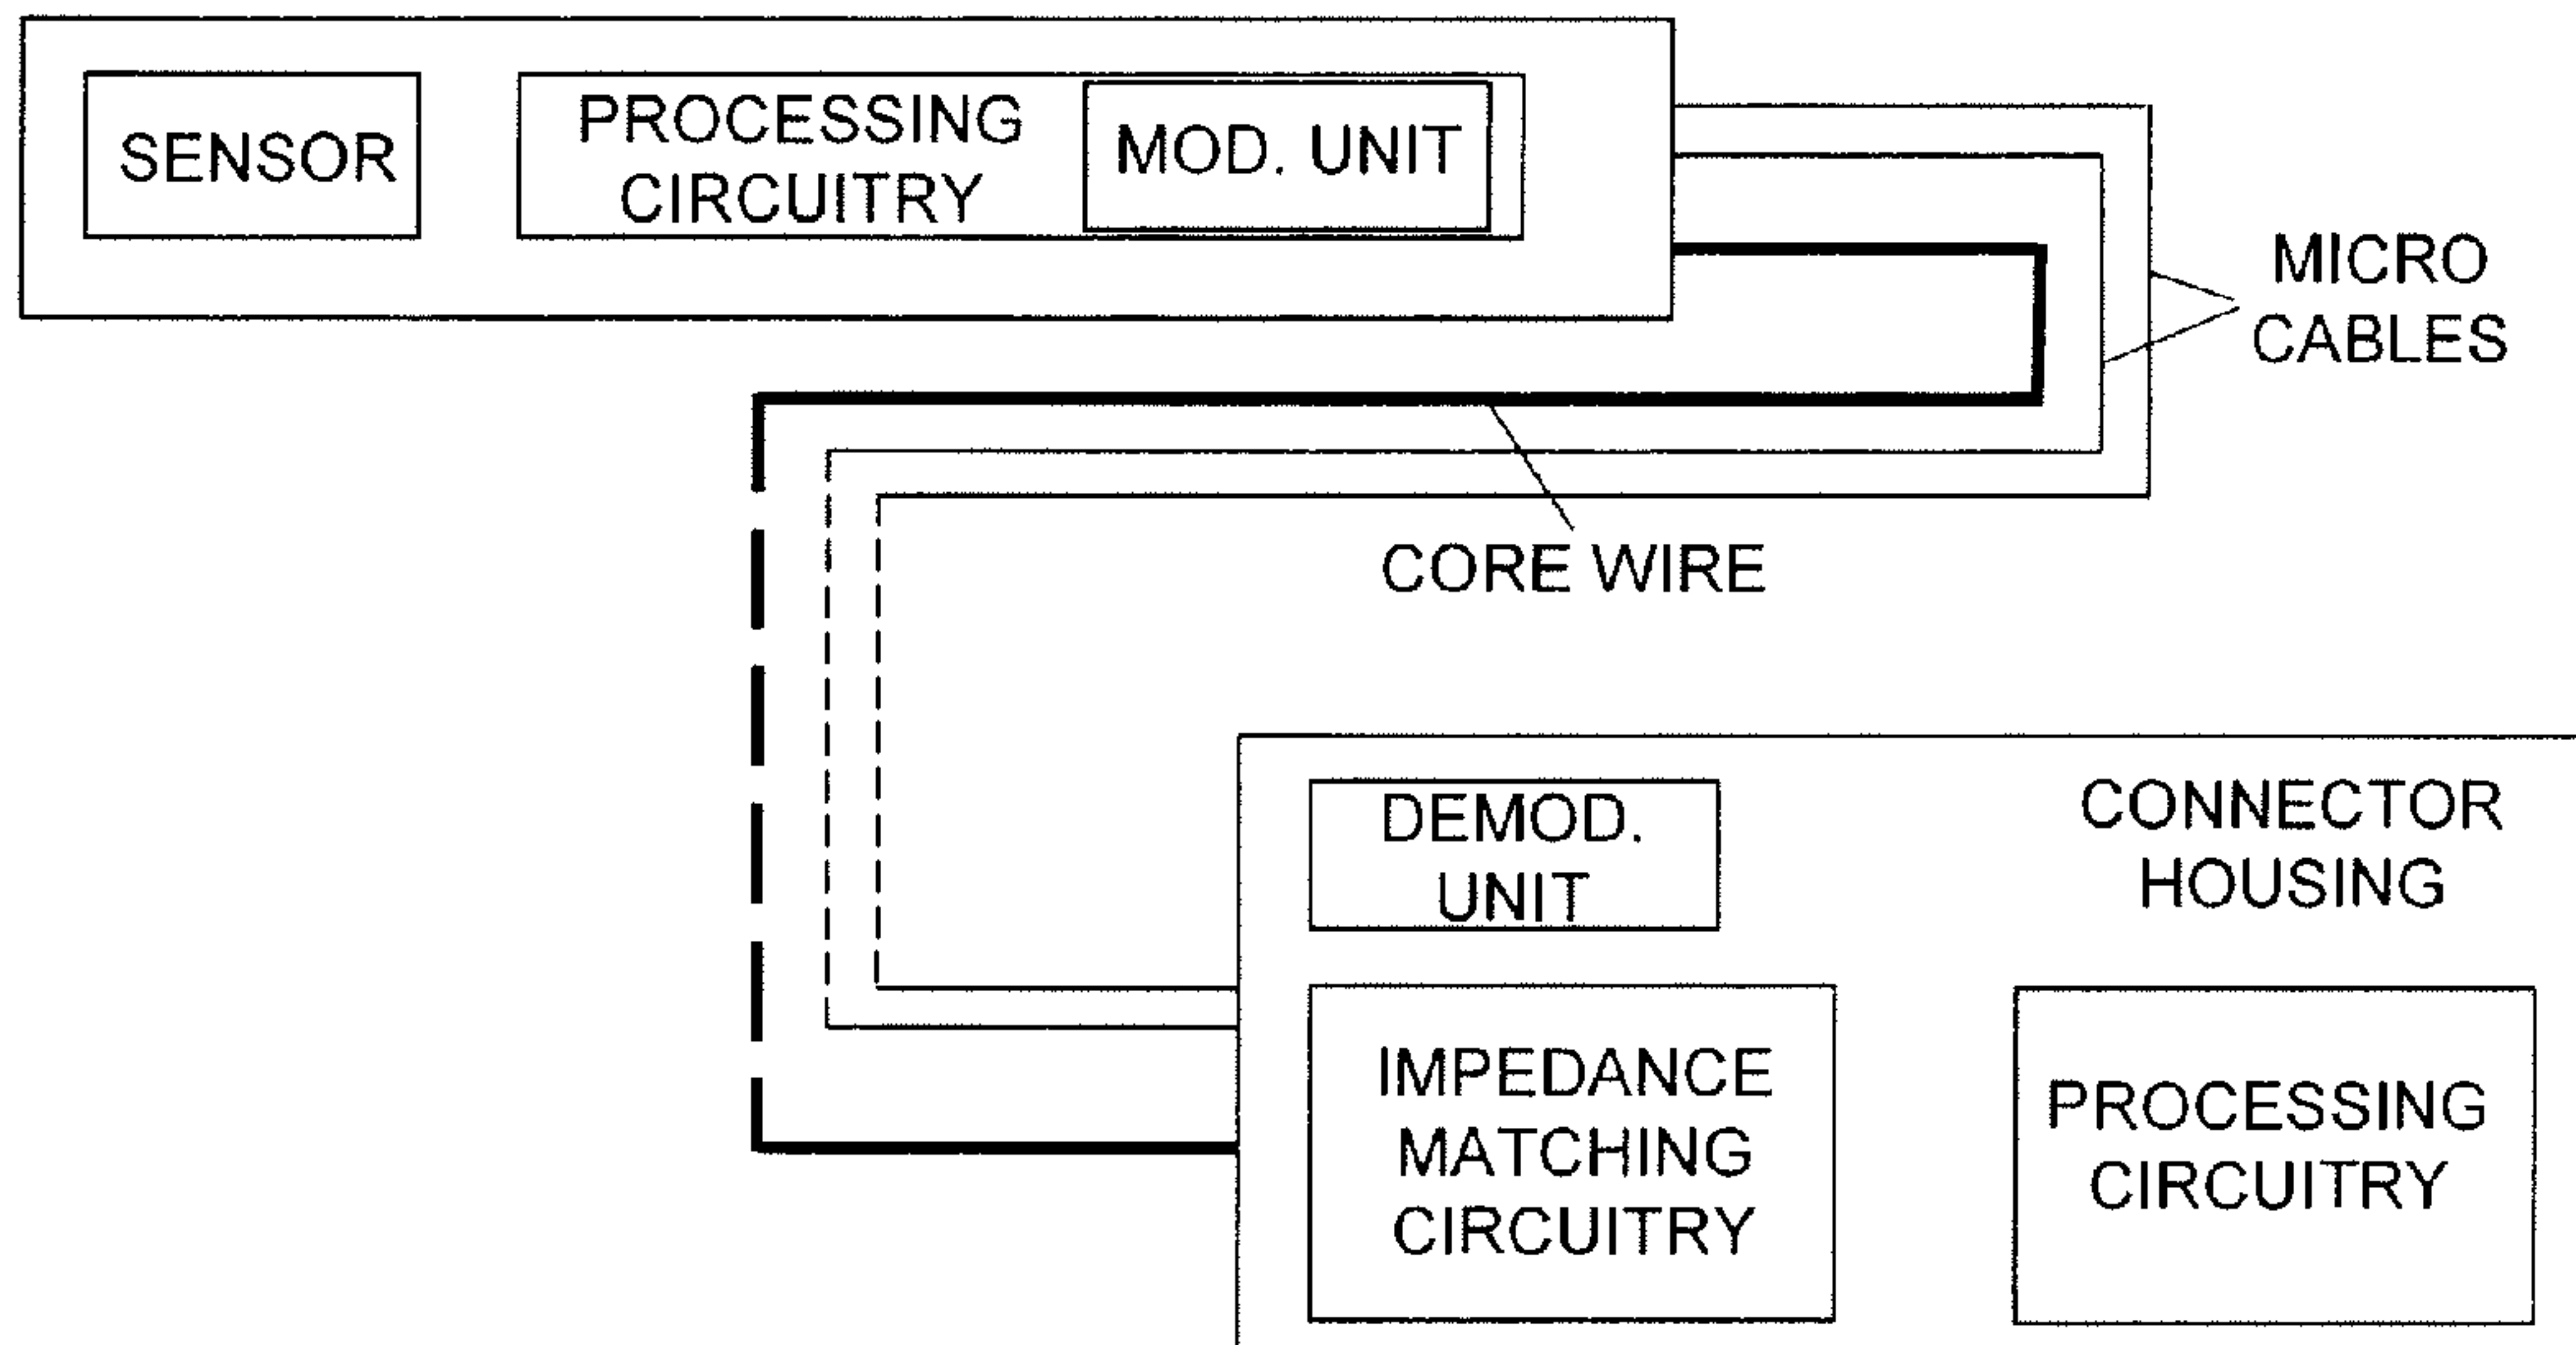 SENSOR
PROCESSING
CIRCUITRY
MOD. UNIT
MICRO
CABLES
CORE WIRE
DEMOD.
UNIT
CONNECTOR
HOUSING
IMPEDANCE
MATCHING
CIRCUITRY
PROCESSING
CIRCUITRY